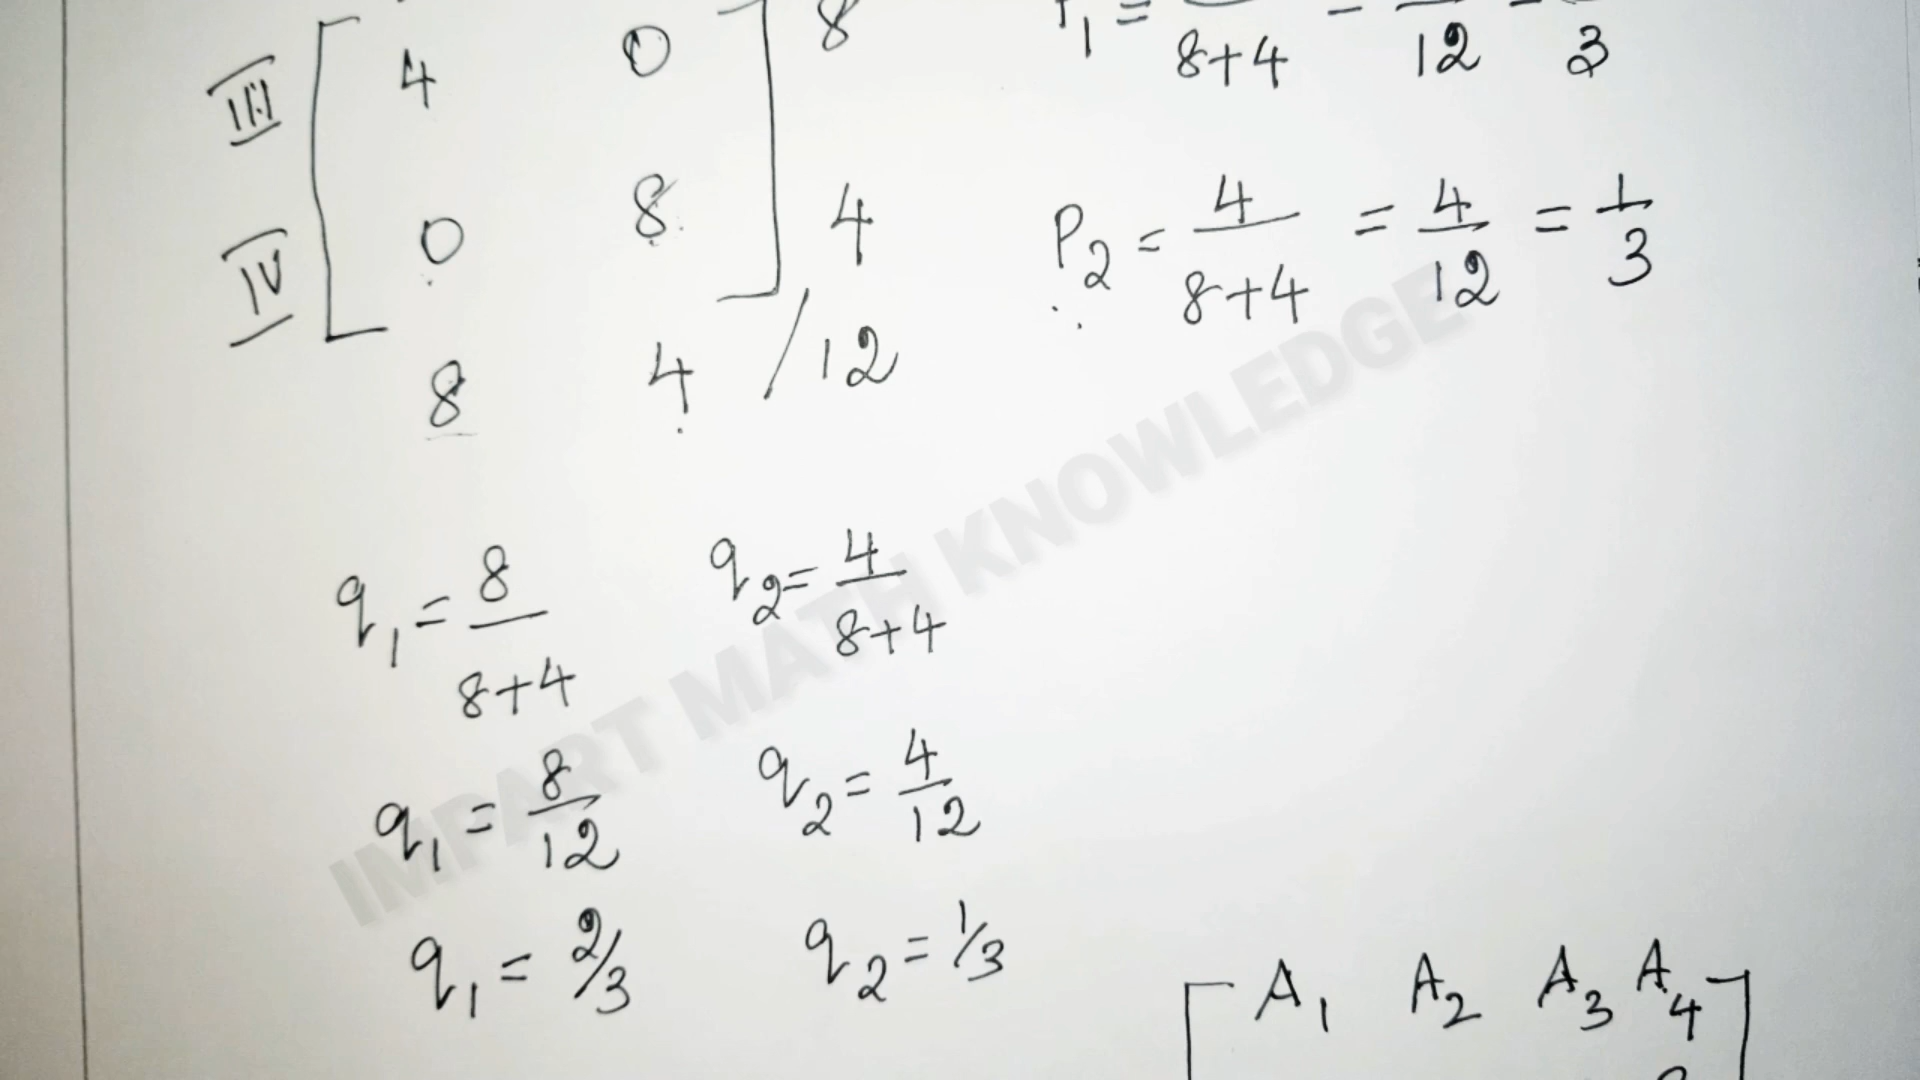 III 4 0 8
P1 = 8+4 = 12 = 3
IV 0 8 4
P2 = 4/8+4 = 4/12 = 1/3
8 4 / 12
q1 = 8/8+4 q2 = 4/8+4
q1 = 8/12 q2 = 4/12
q1 = 2/3 q2 = 1/3
A1 A2 A3 A4
IMPART MATH KNOWLEDGE